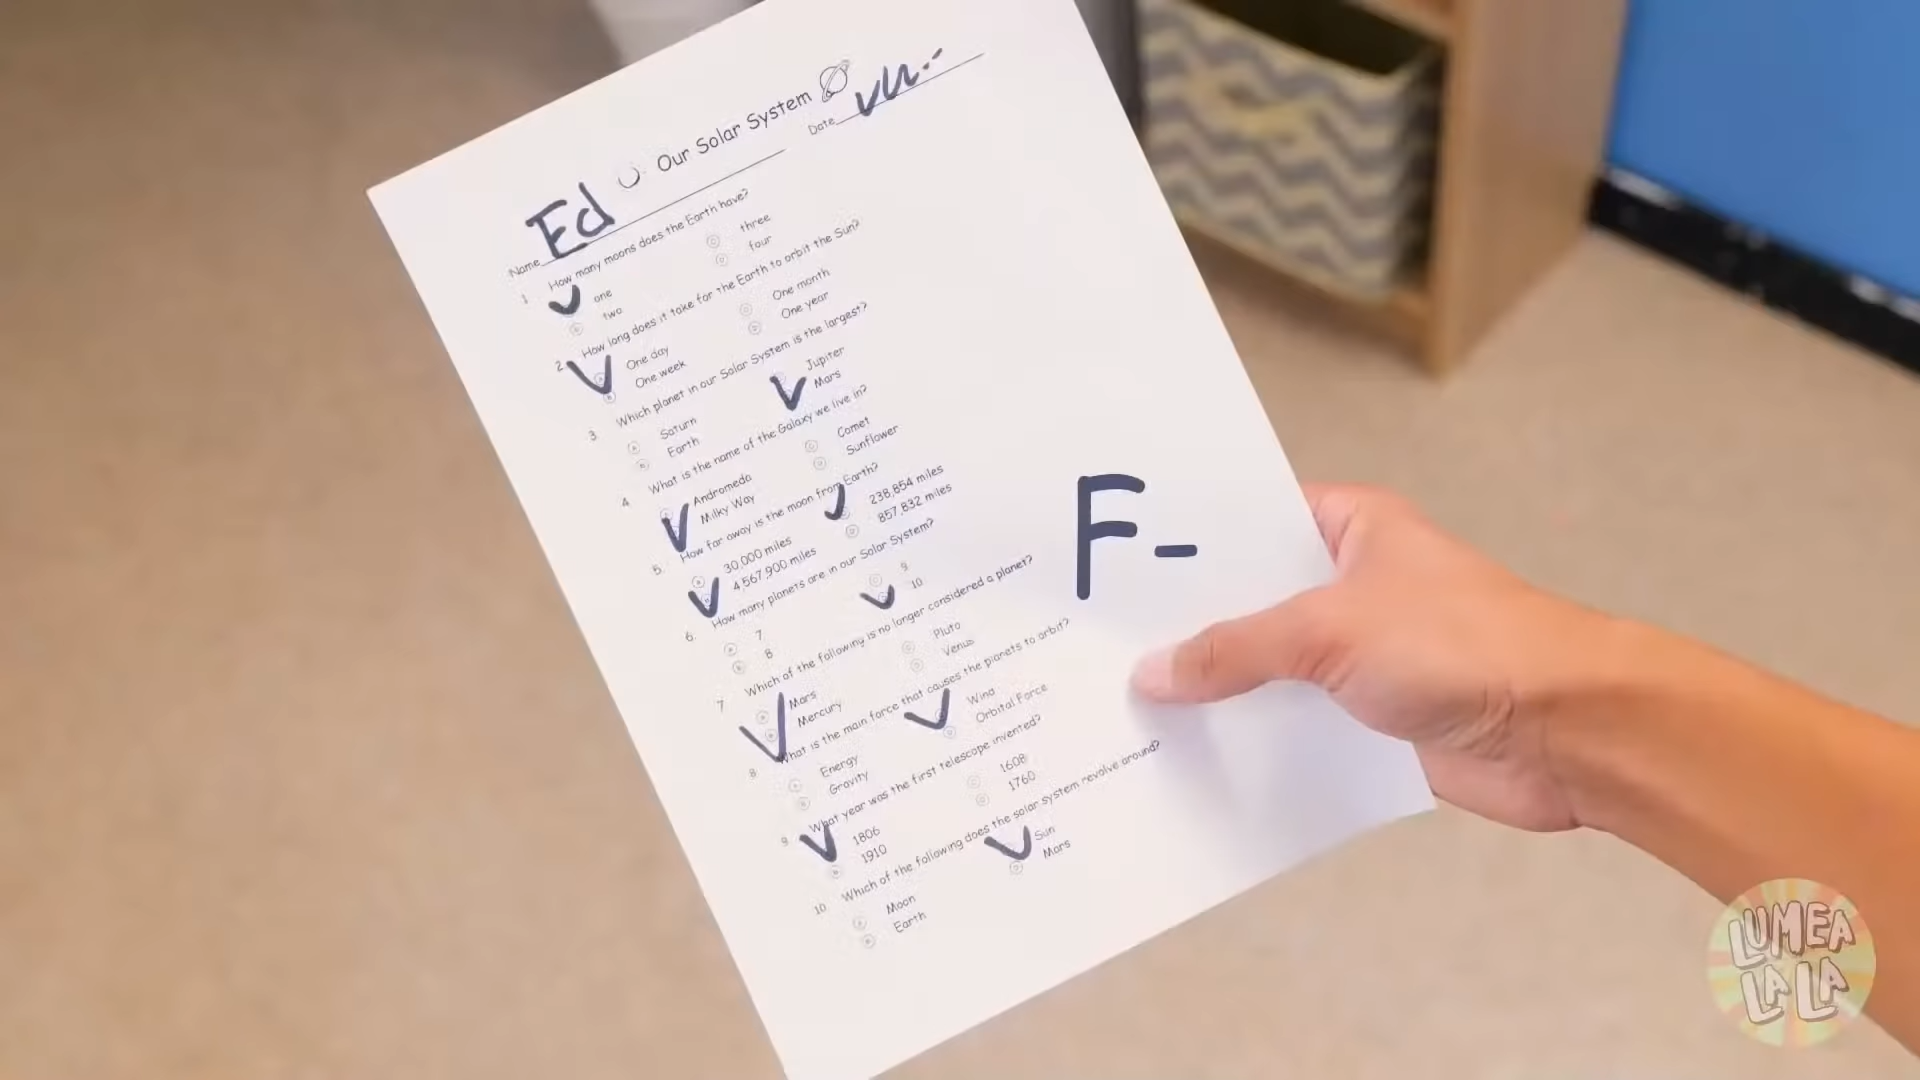 Our Solar System
Name Ed
Date
1 How many moons does the Earth have?
one
two
three
four
2 How long does it take for the Earth to orbit the Sun?
One day
One week
One month
One year
3. Which planet in our Solar System is the largest?
Saturn
Earth
Jupiter
Mars
4 What is the name of the Galaxy we live in?
Andromeda
Milky Way
Comet
Sunflower
5. How far away is the moon from Earth?
30,000 miles
4,567,900 miles
238,854 miles
857,832 miles
6. How many planets are in our Solar System?
7
8
9
10
7 Which of the following is no longer considered a planet?
Mars
Mercury
Pluto
Venus
8 What is the main force that causes the planets to orbit?
Energy
Gravity
Wind
Orbital Force
9 What year was the first telescope invented?
1806
1910
1608
1760
10 Which of the following does the solar system revolve around?
Moon
Earth
Sun
Mars
F-
LUMEA
LA LA